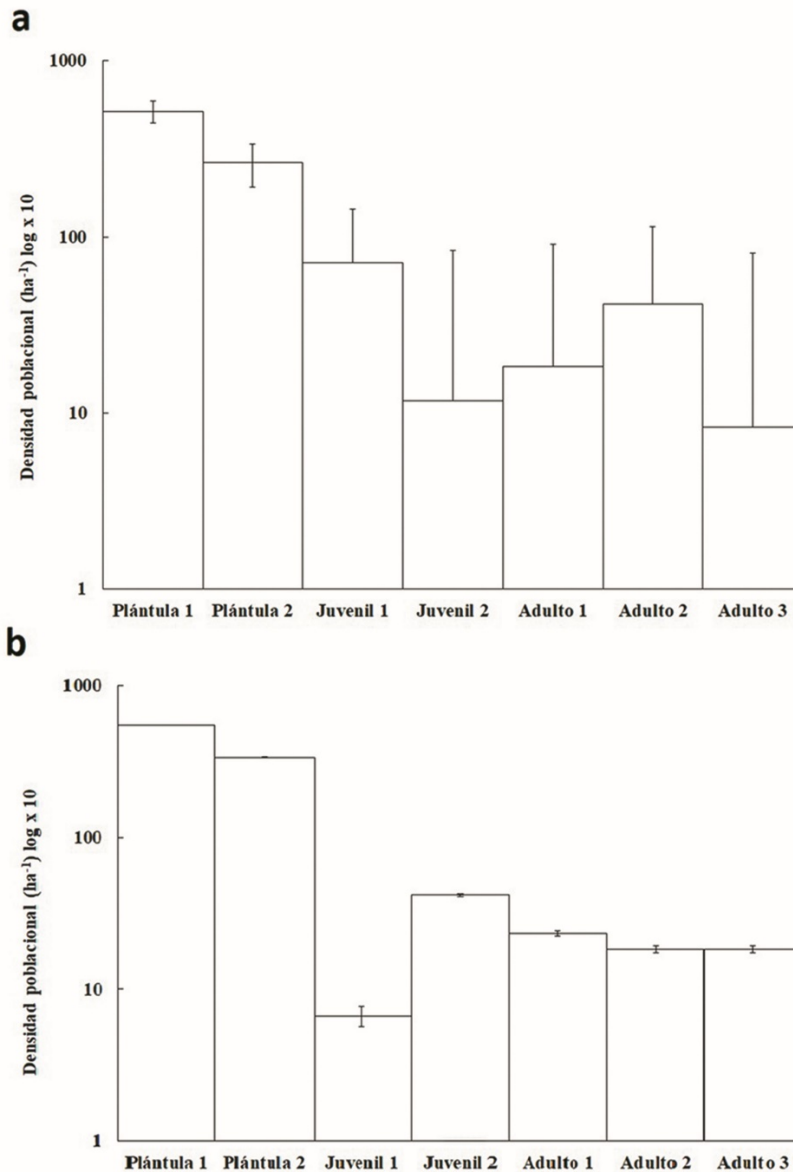 a
Densidad poblacional (ha⁻¹) log x 10
1000
100
10
1
Plántula 1 Plántula 2 Juvenil 1 Juvenil 2 Adulto 1 Adulto 2 Adulto 3
b
Densidad poblacional (ha⁻¹) log x 10
1000
100
10
1
Plántula 1 Plántula 2 Juvenil 1 Juvenil 2 Adulto 1 Adulto 2 Adulto 3